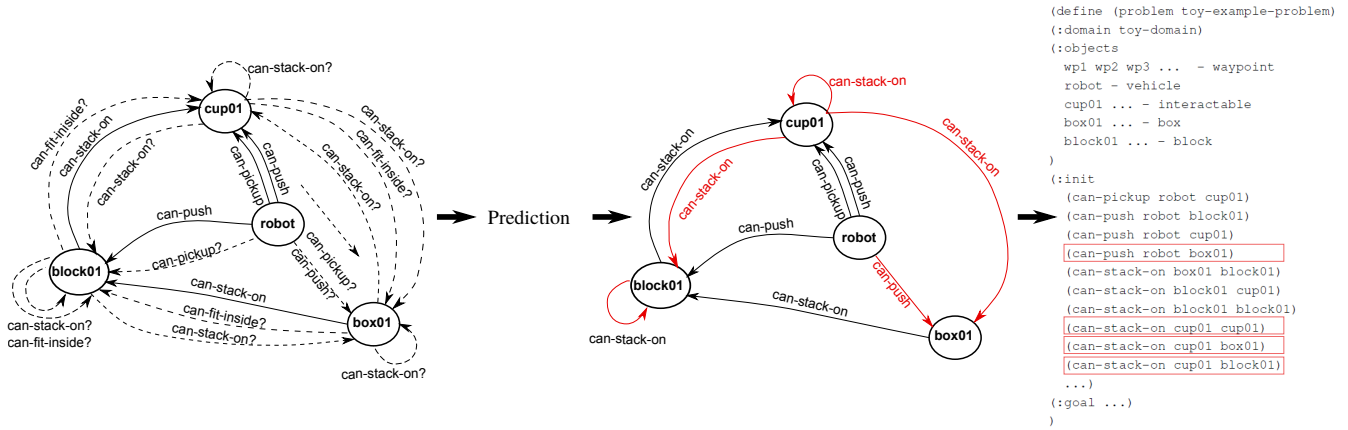 can-stack-on?
cup01
can-fit-iniside?
can-stack-on
can-stack-on?
can-pickup
can-push
can-stack-on?
can-fit-inside?
can-stack-on?
can-push
robot
can-pickup?
can-pickup?
can-push?
block01
can-stack-on
can-fit-inside?
can-stack-on?
box01
can-stack-on?
can-fit-inside?
can-stack-on?
Prediction
can-stack-on
cup01
can-stack-on
can-stack-on
can-pickup
can-push
can-stack-on
can-push
robot
can-push
block01
can-stack-on
can-stack-on
box01
(define (problem toy-example-problem)
(:domain toy-domain)
(:objects
wp1 wp2 wp3 ... - waypoint
robot - vehicle
cup01 ... - interactable
box01 ... - box
block01 ... - block
)
(:init
(can-pickup robot cup01)
(can-push robot block01)
(can-push robot cup01)
(can-push robot box01)
(can-stack-on box01 block01)
(can-stack-on block01 cup01)
(can-stack-on block01 block01)
(can-stack-on cup01 cup01)
(can-stack-on cup01 box01)
(can-stack-on cup01 block01)
...)
(:goal ...)
)